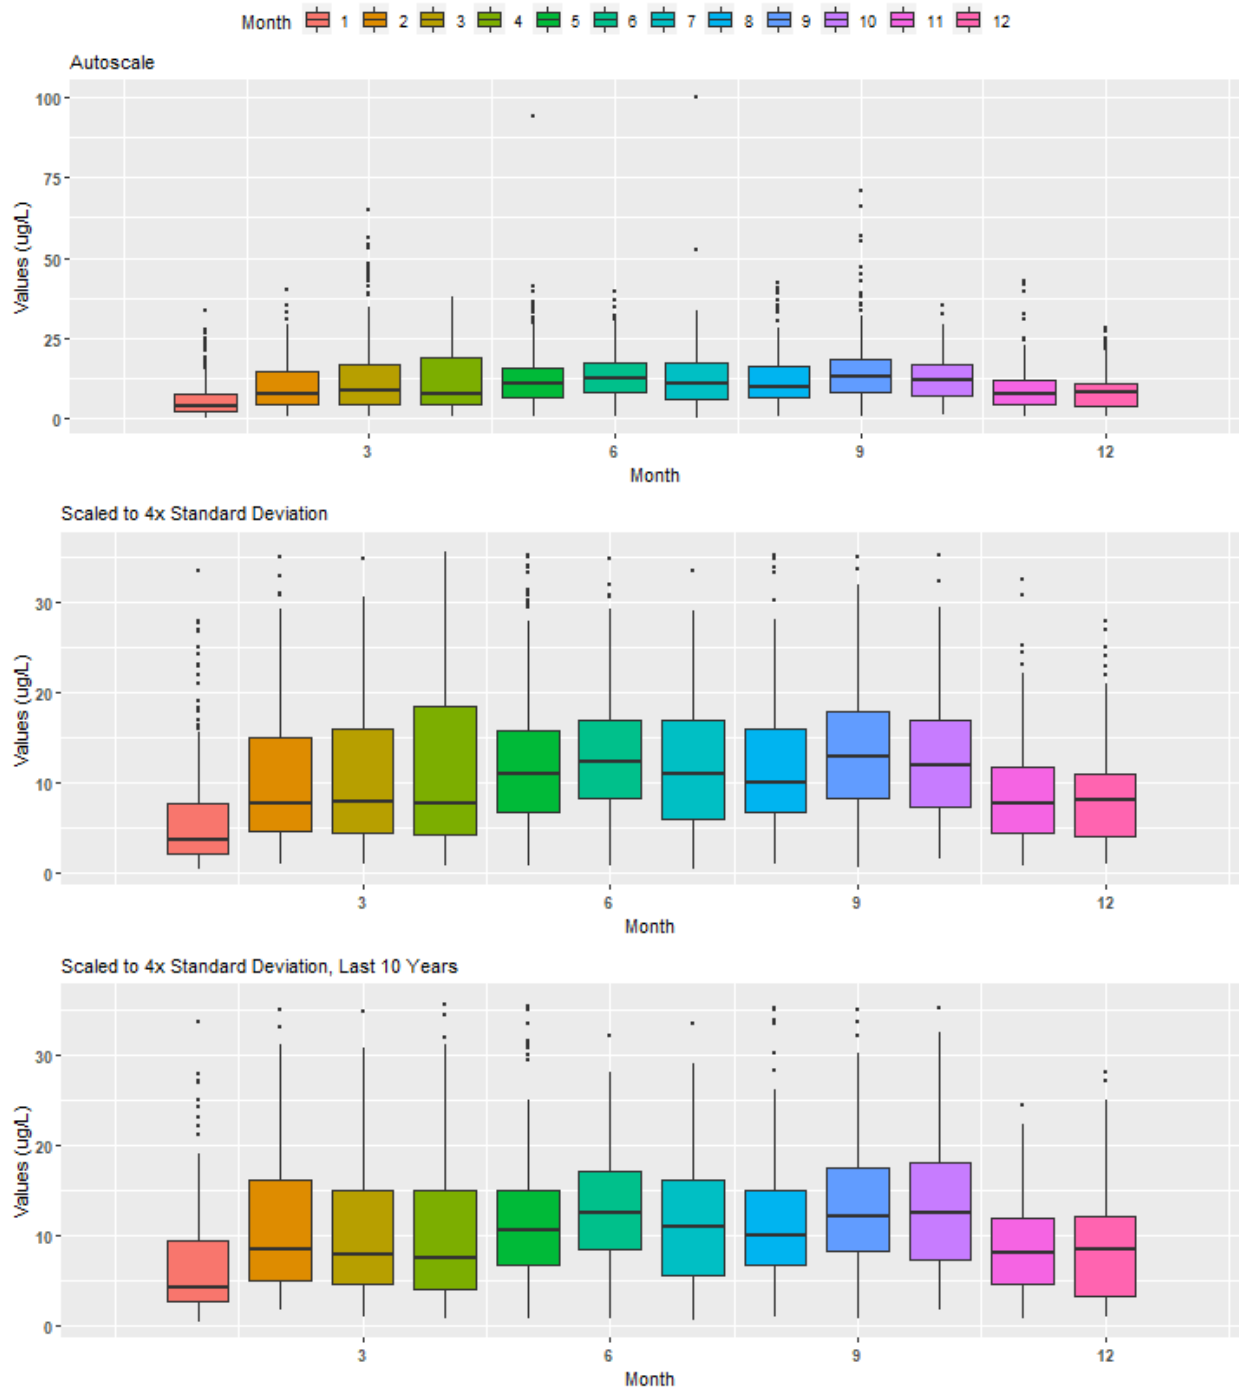 Month 1 2 3 4 5 6 7 8 9 10 11 12
Autoscale
Values (ug/L)
100
75
50
25
0
3 6 9 12
Month
Scaled to 4x Standard Deviation
Values (ug/L)
30
20
10
0
3 6 9 12
Month
Scaled to 4x Standard Deviation, Last 10 Years
Values (ug/L)
30
20
10
0
3 6 9 12
Month